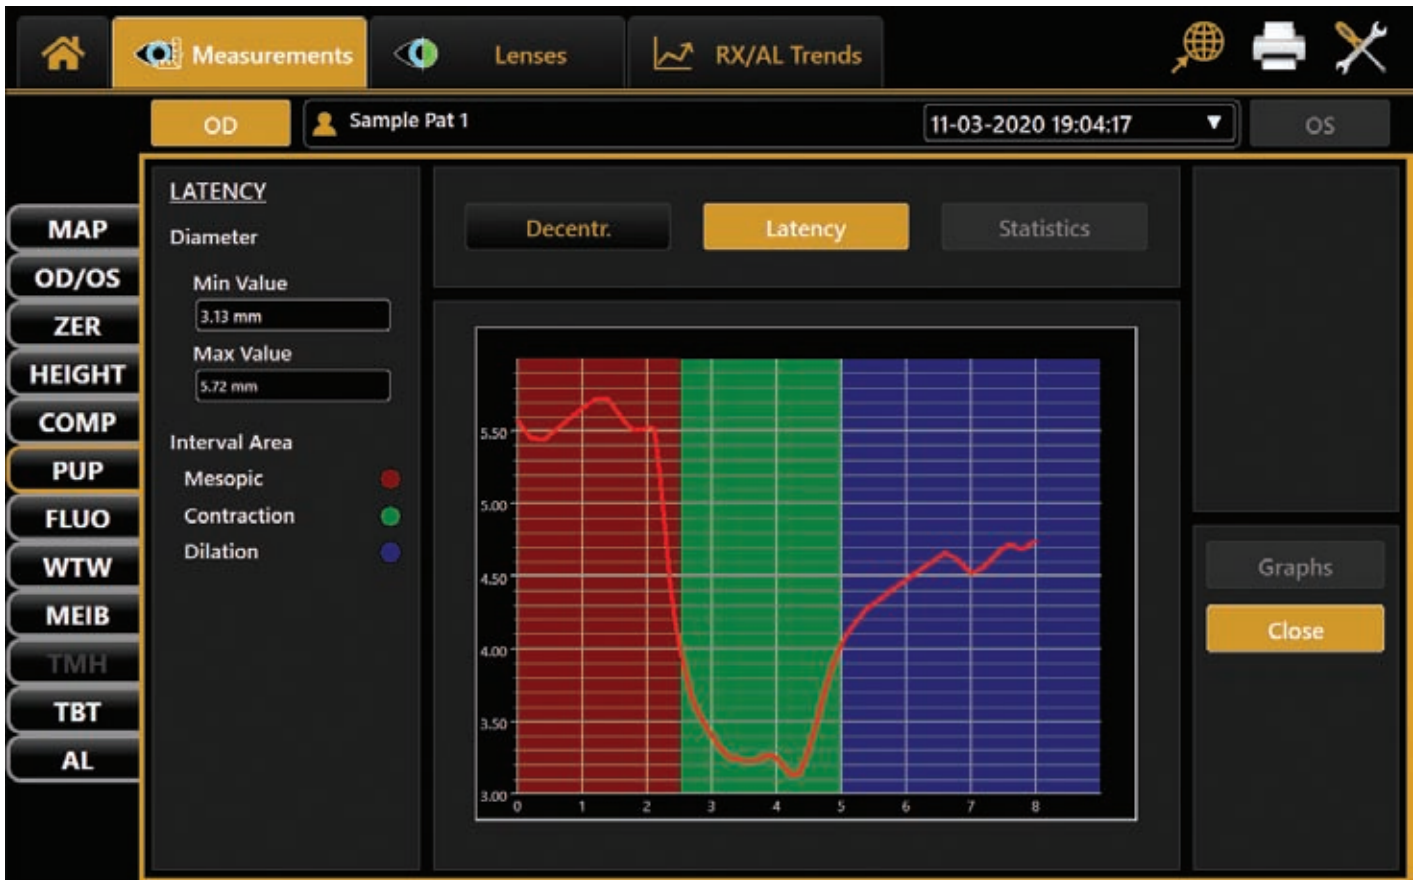 Measurements Lenses RX/AL Trends
OD Sample Pat 1 11-03-2020 19:04:17 ▼ OS
MAP
OD/OS
ZER
HEIGHT
COMP
PUP
FLUO
WTW
MEIB
TMH
TBT
AL
LATENCY
Diameter
Min Value
3.13 mm
Max Value
5.72 mm
Interval Area
Mesopic
Contraction
Dilation
Decentr. Latency Statistics
5.50
5.00
4.50
4.00
3.50
3.00
0 1 2 3 4 5 6 7 8
Graphs
Close